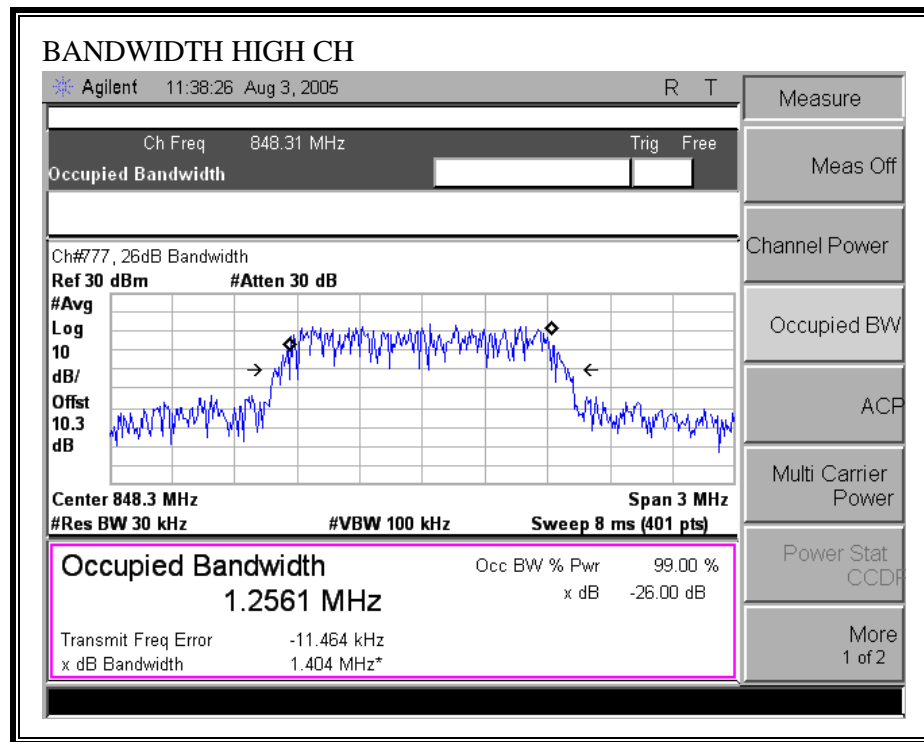 BANDWIDTH HIGH CH
Agilent 11:38:26 Aug 3, 2005 R T
Ch Freq 848.31 MHz Trig Free
Occupied Bandwidth
Ch#777, 26dB Bandwidth
Ref 30 dBm #Atten 30 dB
#Avg
Log
10
dB/
Offst
10.3
dB
Center 848.3 MHz Span 3 MHz
#Res BW 30 kHz #VBW 100 kHz Sweep 8 ms (401 pts)
Occupied Bandwidth
1.2561 MHz
Occ BW % Pwr 99.00 %
x dB -26.00 dB
Transmit Freq Error -11.464 kHz
x dB Bandwidth 1.404 MHz*
Measure
Meas Off
Channel Power
Occupied BW
ACP
Multi Carrier
Power
Power Stat
CCDF
More
1 of 2